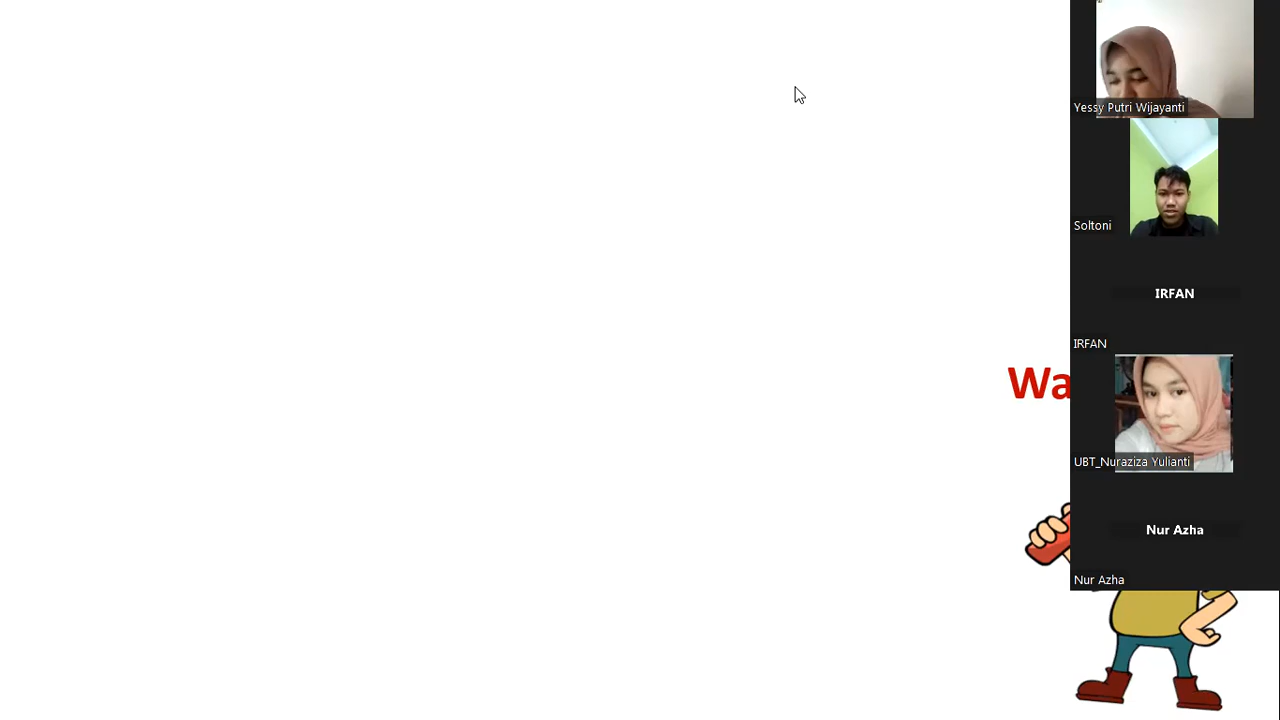 Yessy Putri Wijayanti
Soltoni
IRFAN
IRFAN
Wa
UBT_Nuraziza Yulianti
Nur Azha
Nur Azha